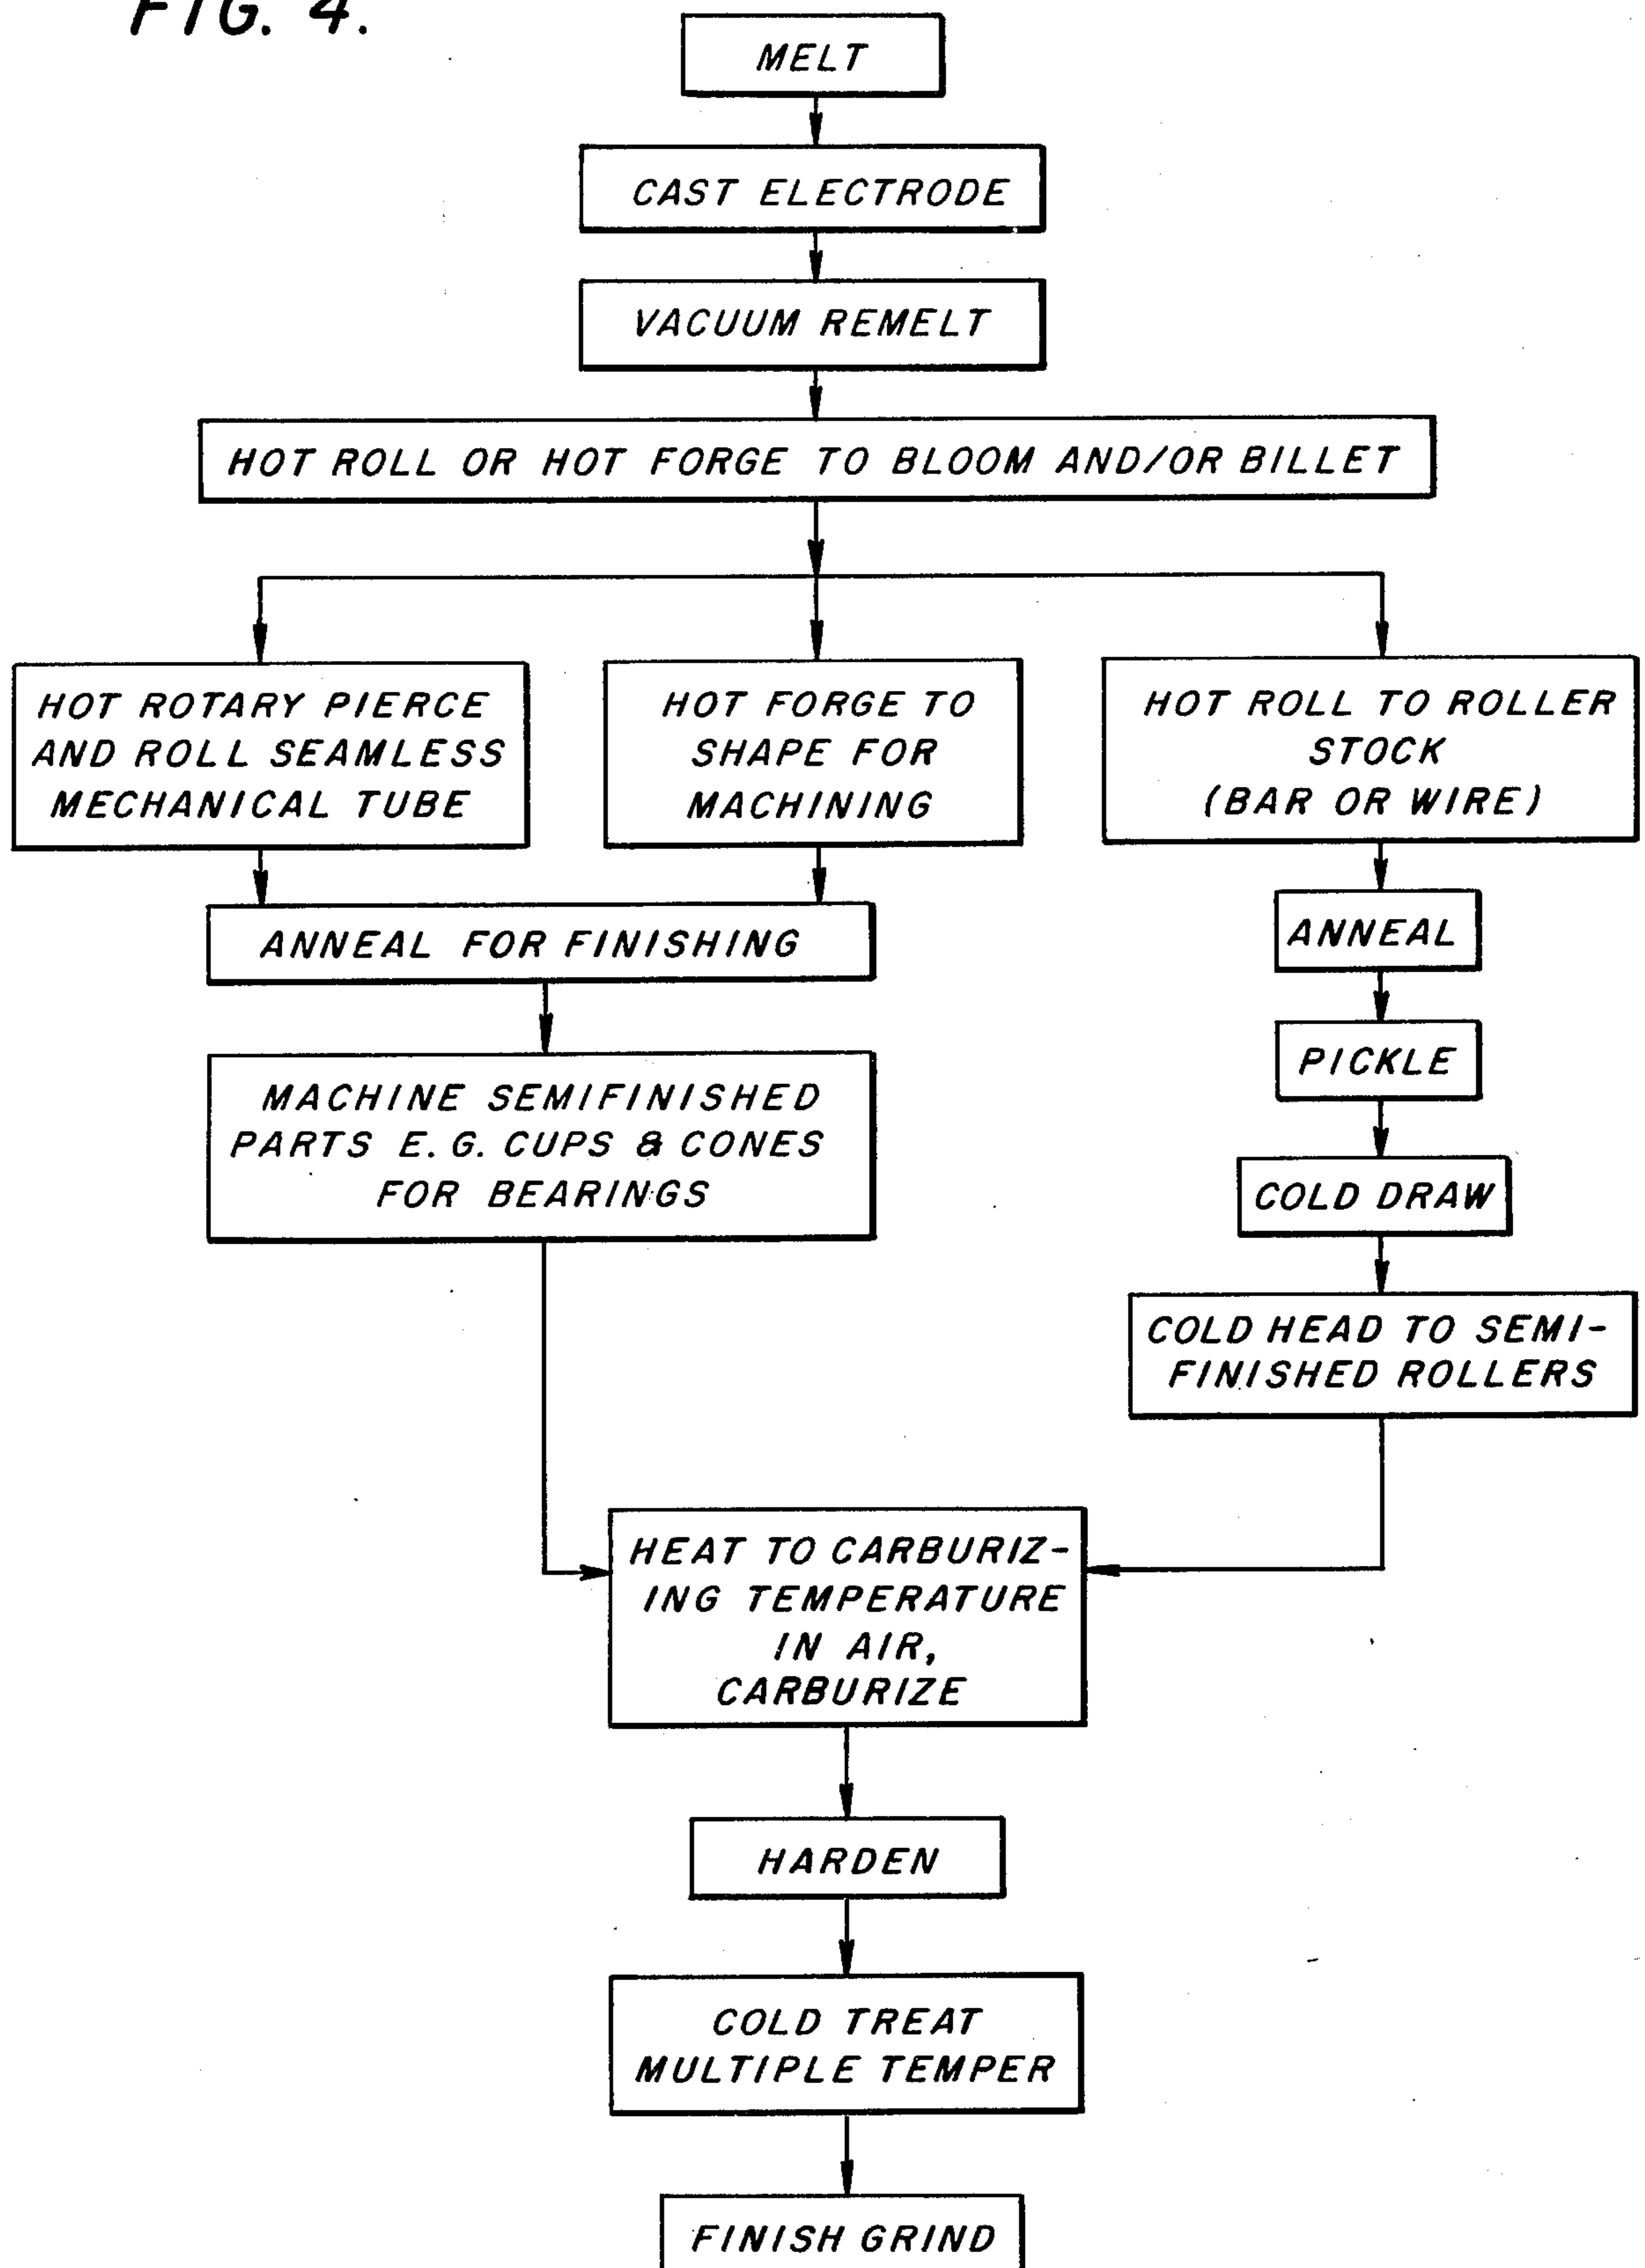 FIG. 4.
MELT
CAST ELECTRODE
VACUUM REMELT
HOT ROLL OR HOT FORGE TO BLOOM AND/OR BILLET
HOT ROTARY PIERCE
AND ROLL SEAMLESS
MECHANICAL TUBE
HOT FORGE TO
SHAPE FOR
MACHINING
HOT ROLL TO ROLLER
STOCK
(BAR OR WIRE)
ANNEAL FOR FINISHING
MACHINE SEMIFINISHED
PARTS E. G. CUPS & CONES
FOR BEARINGS
ANNEAL
PICKLE
COLD DRAW
COLD HEAD TO SEMI-
FINISHED ROLLERS
HEAT TO CARBURIZ-
ING TEMPERATURE
IN AIR,
CARBURIZE
HARDEN
COLD TREAT
MULTIPLE TEMPER
FINISH GRIND